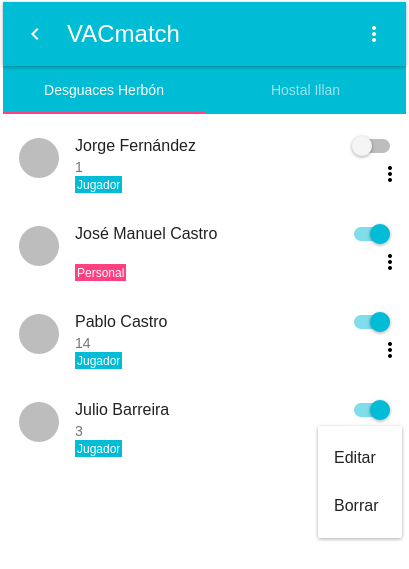 VACmatch
Desguaces Herbón
Hostal Illan
Jorge Fernández
1
Jugador
José Manuel Castro
Personal
Pablo Castro
14
Jugador
Julio Barreira
3
Jugador
Editar
Borrar